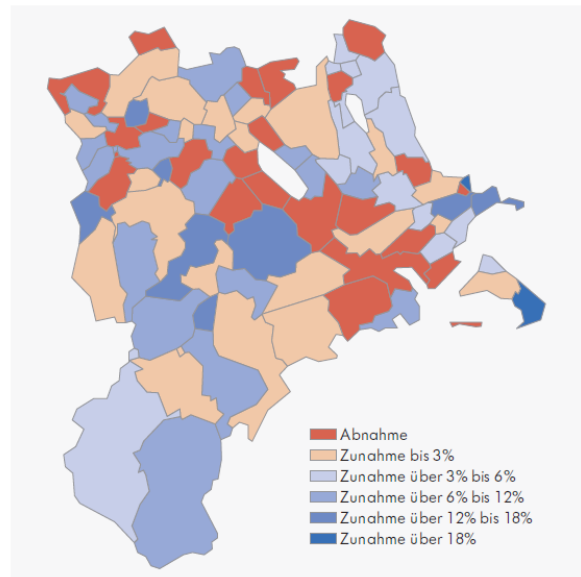 Abnahme
Zunahme bis 3%
Zunahme über 3% bis 6%
Zunahme über 6% bis 12%
Zunahme über 12% bis 18%
Zunahme über 18%